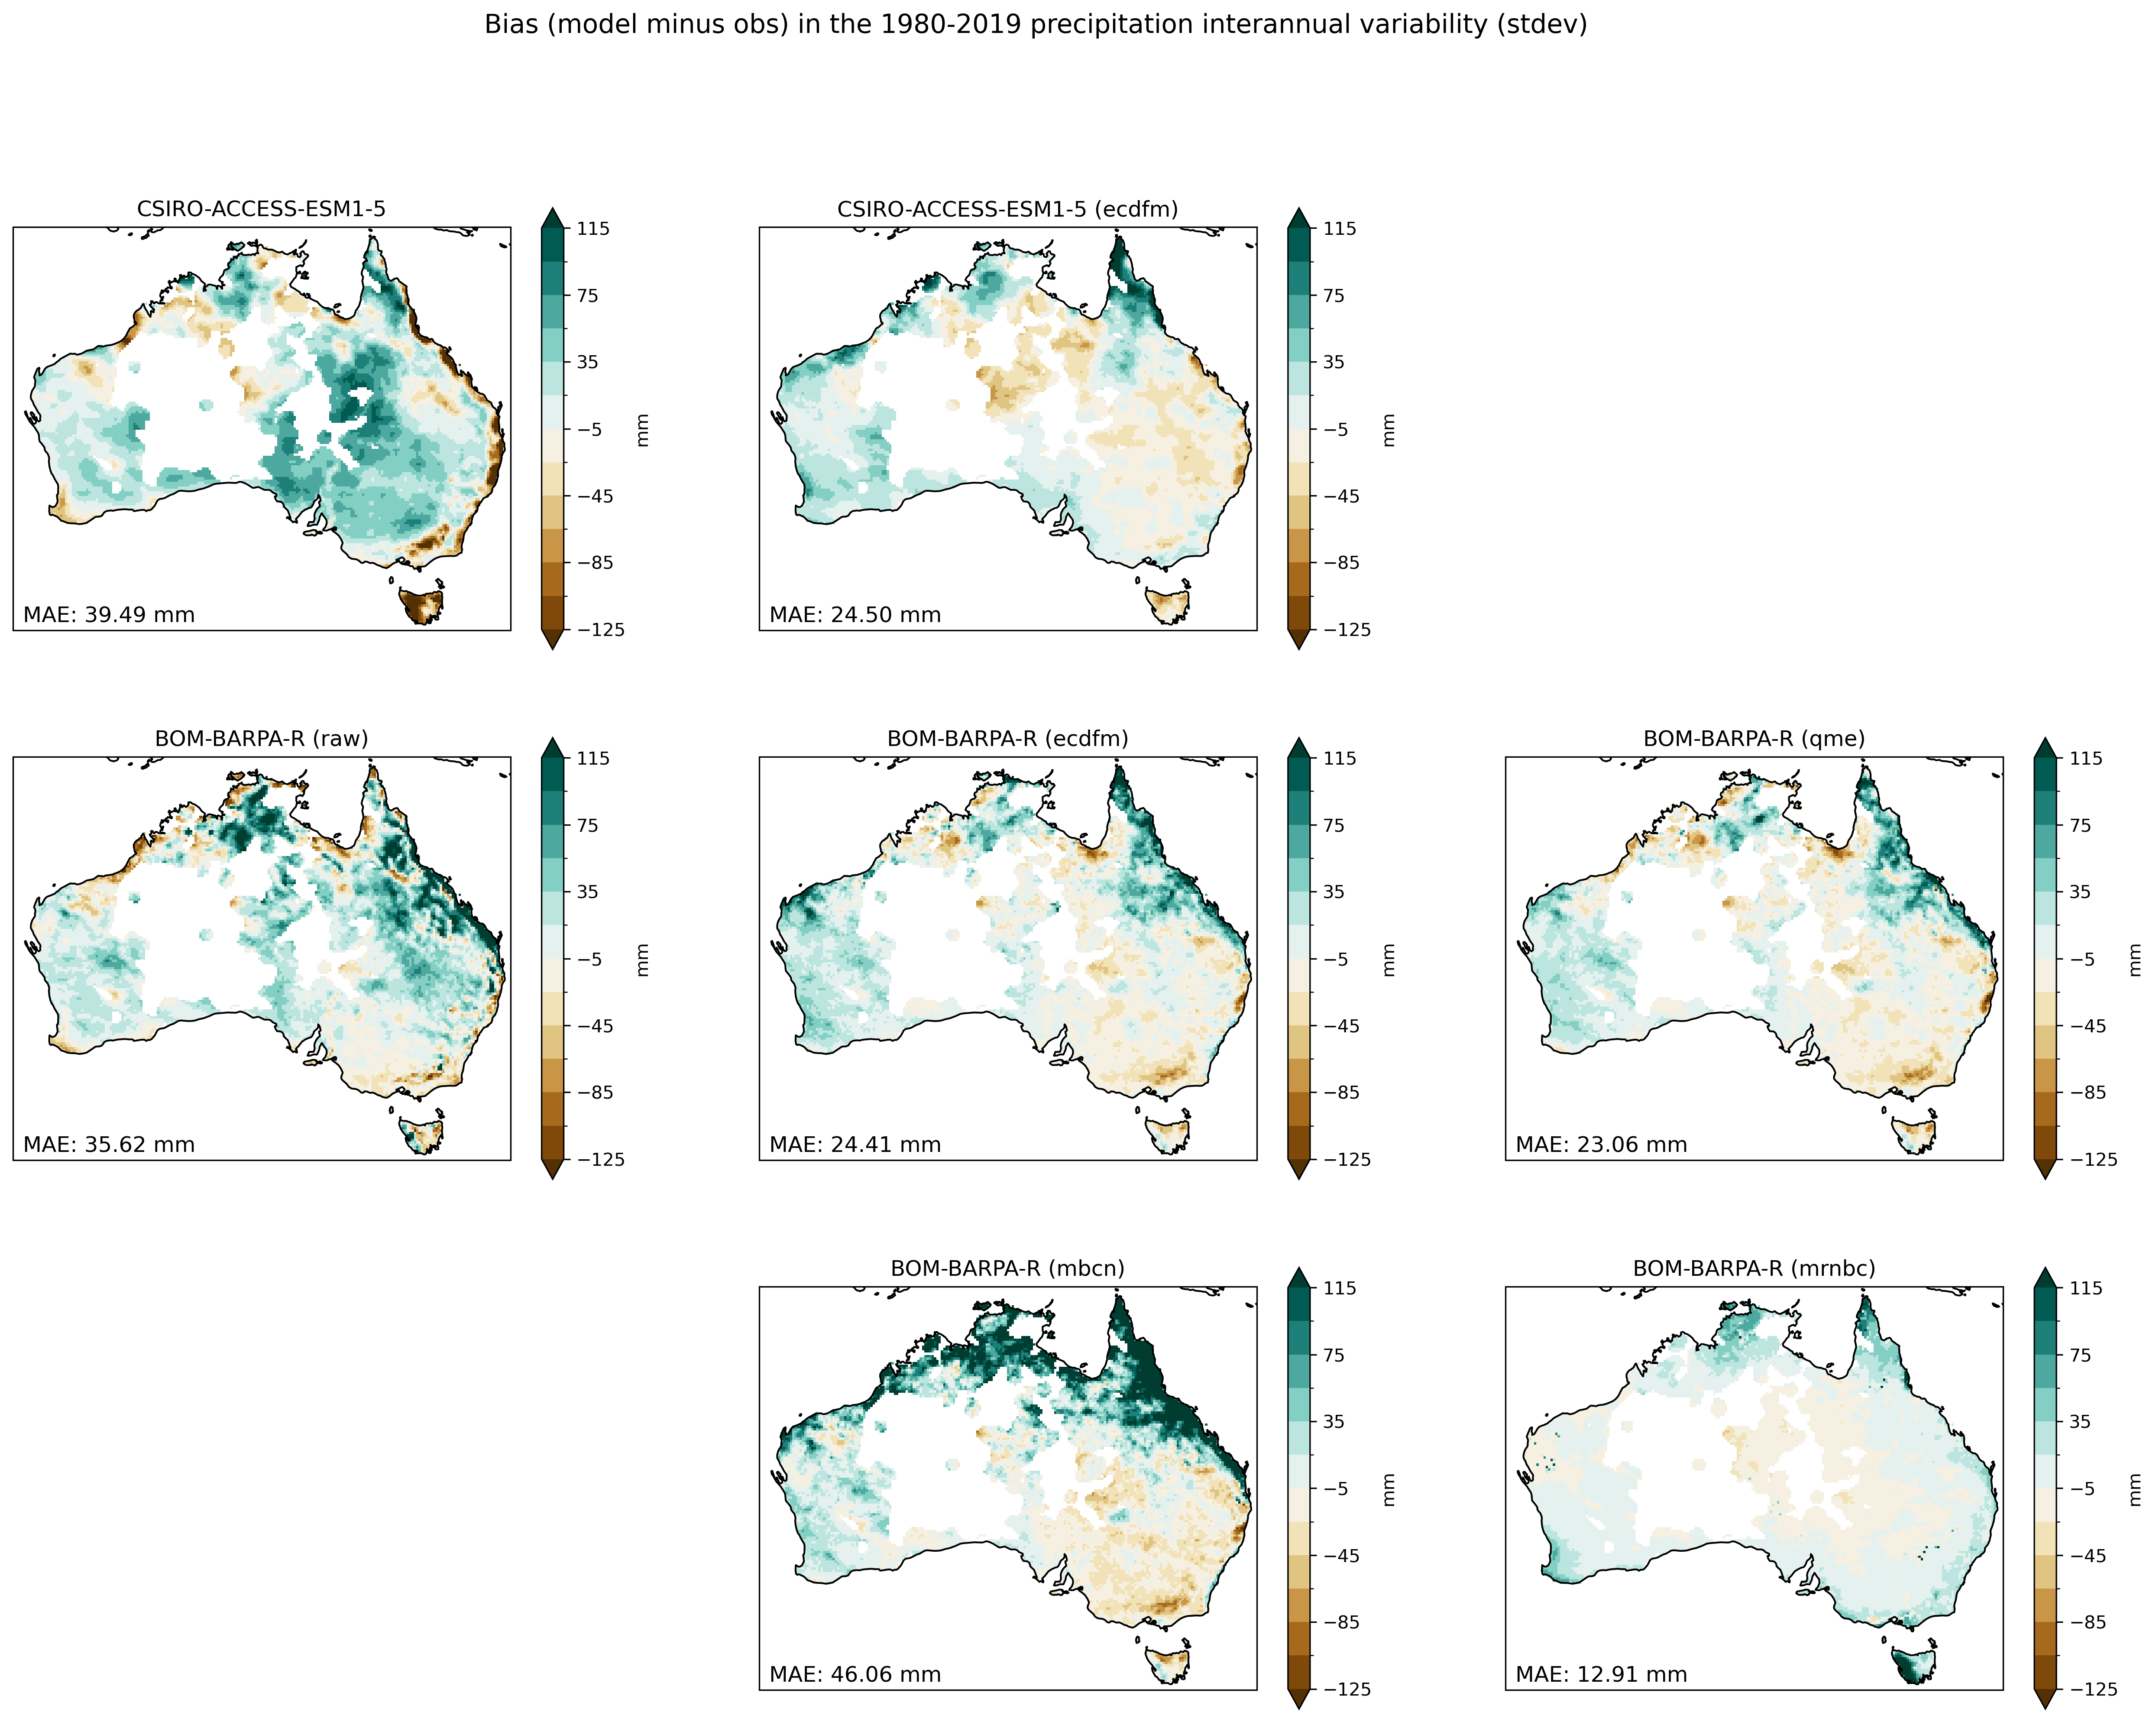 Bias (model minus obs) in the 1980-2019 precipitation interannual variability (stdev)
CSIRO-ACCESS-ESM1-5
115
75
35
−5
−45
−85
−125
mm
MAE: 39.49 mm
CSIRO-ACCESS-ESM1-5 (ecdfm)
115
75
35
−5
−45
−85
−125
mm
MAE: 24.50 mm
BOM-BARPA-R (raw)
115
75
35
−5
−45
−85
−125
mm
MAE: 35.62 mm
BOM-BARPA-R (ecdfm)
115
75
35
−5
−45
−85
−125
mm
MAE: 24.41 mm
BOM-BARPA-R (qme)
115
75
35
−5
−45
−85
−125
mm
MAE: 23.06 mm
BOM-BARPA-R (mbcn)
115
75
35
−5
−45
−85
−125
mm
MAE: 46.06 mm
BOM-BARPA-R (mrnbc)
115
75
35
−5
−45
−85
−125
mm
MAE: 12.91 mm